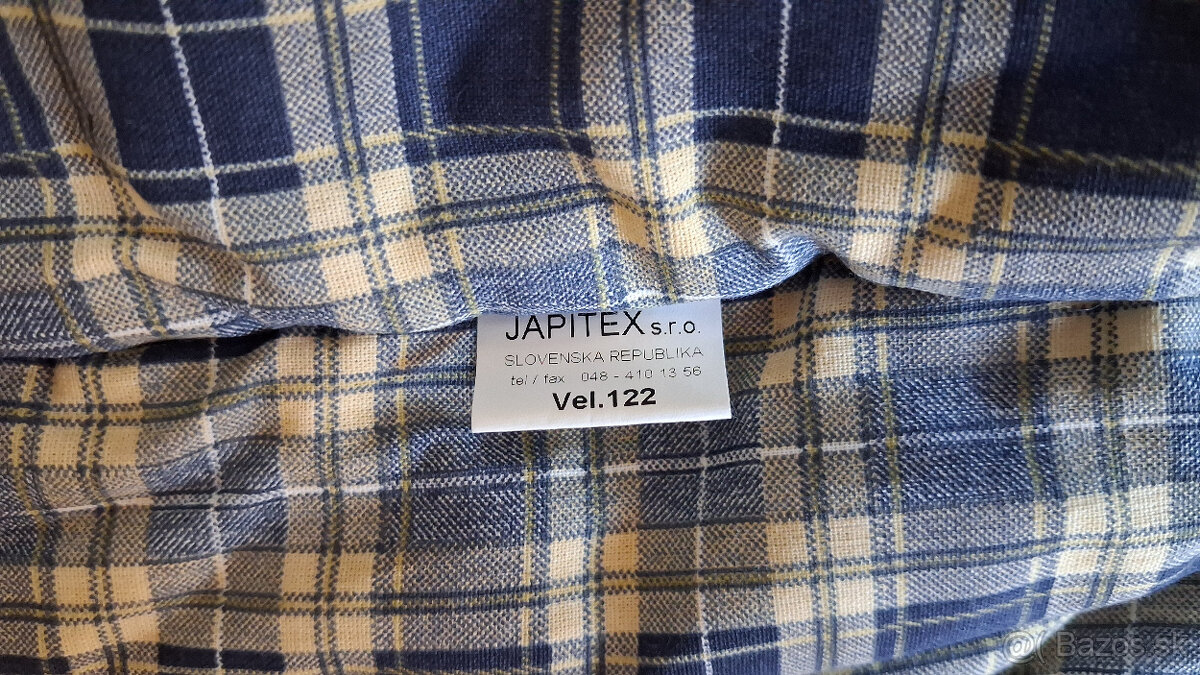 JAPITEX s.r.o.
SLOVENSKA REPUBLIKA
tel / fax 048 - 410 13 56
Vel.122
Bazos.sk